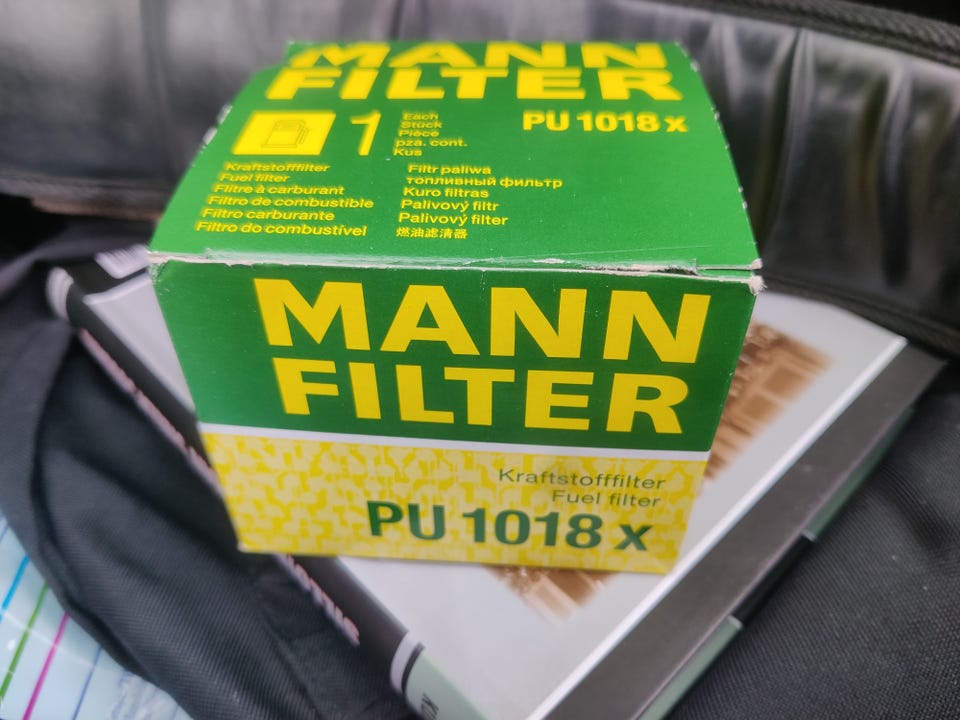 MANN
FILTER
PU 1018 x
1
Each
Stück
Pièce
pza. cont.
Kus
Kraftstofffilter
Fuel filter
Filtre à carburant
Filtro de combustible
Filtro carburante
Filtro do combustível
Filtr paliwa
топливный фильтр
Kuro filtras
Palivový filtr
Palivový filter
燃油滤清器
MANN
FILTER
Kraftstofffilter
Fuel filter
PU 1018 x